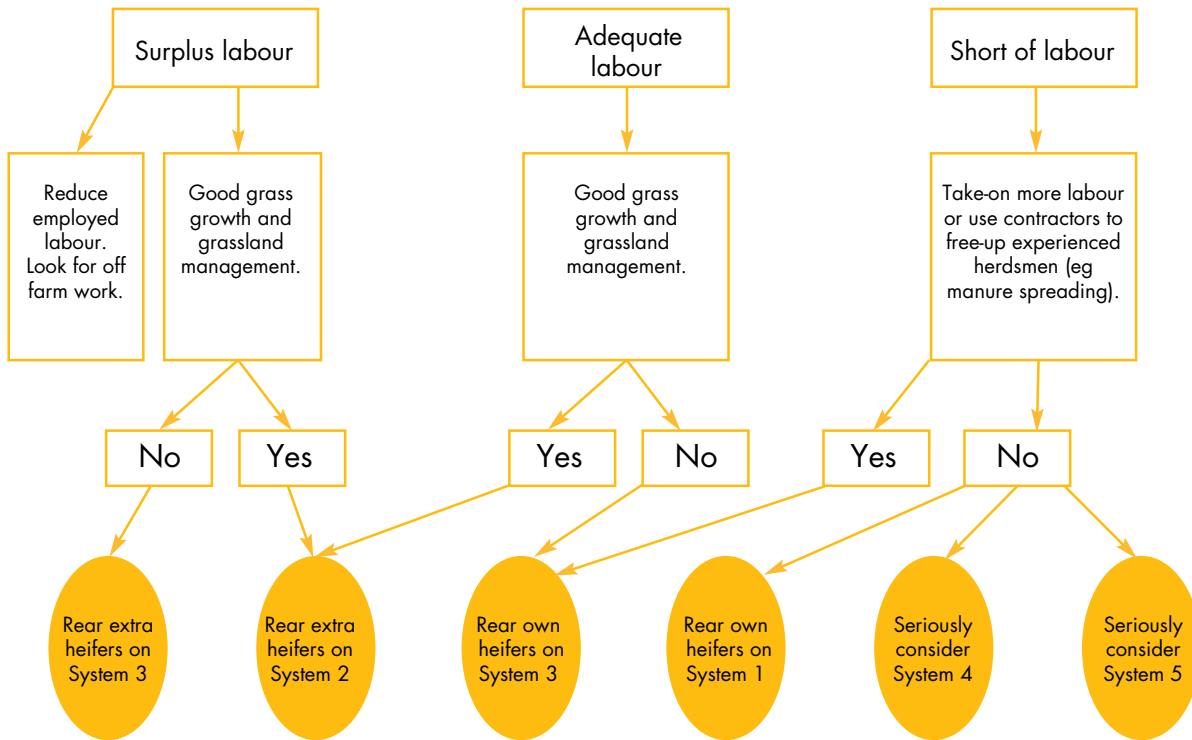 Surplus labour
Adequate
labour
Short of labour
Reduce
employed
labour.
Look for off
farm work.
Good grass
growth and
grassland
management.
Good grass
growth and
grassland
management.
Take-on more labour
or use contractors to
free-up experienced
herdsmen (eg
manure spreading).
No
Yes
Yes
No
Yes
No
Rear extra
heifers on
System 3
Rear extra
heifers on
System 2
Rear own
heifers on
System 3
Rear own
heifers on
System 1
Seriously
consider
System 4
Seriously
consider
System 5